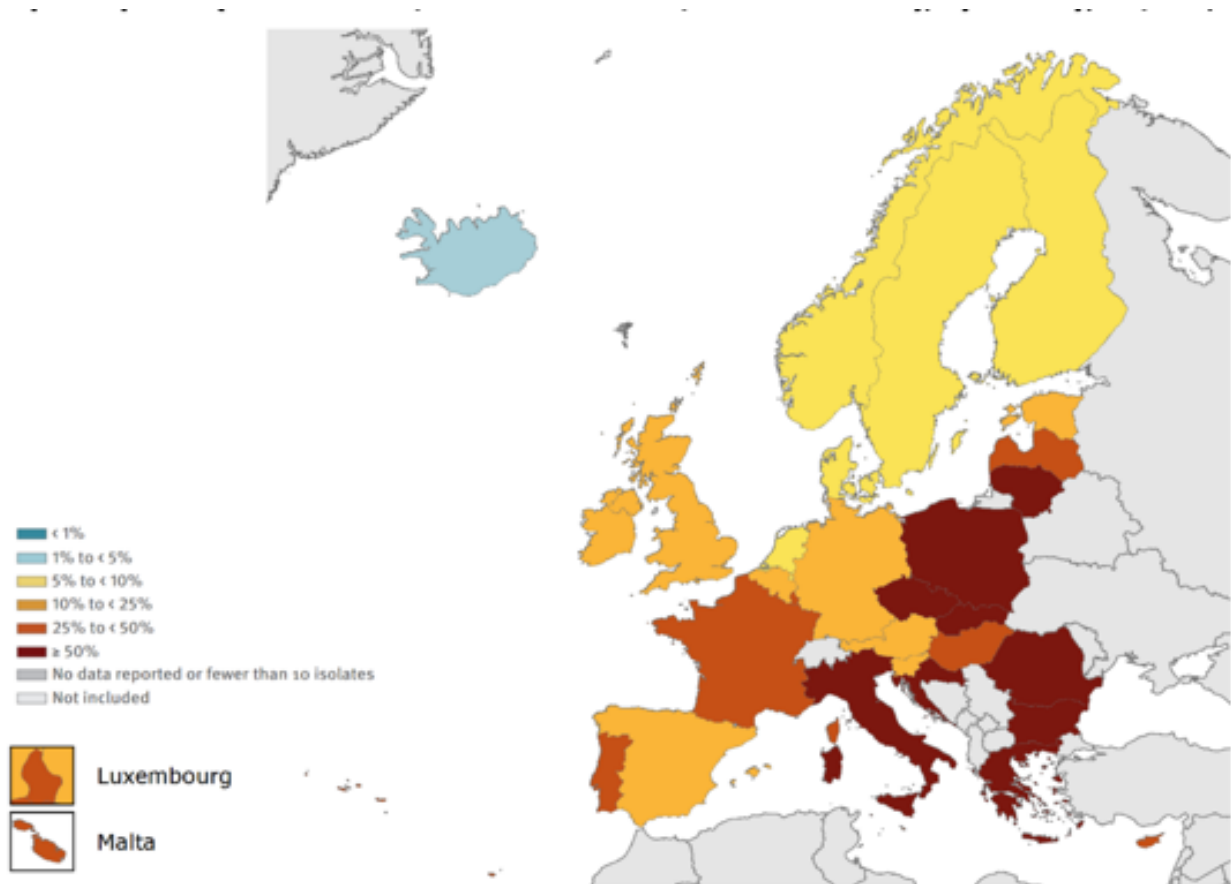 < 1%
1% to < 5%
5% to < 10%
10% to < 25%
25% to < 50%
≥ 50%
No data reported or fewer than 10 isolates
Not included
Luxembourg
Malta